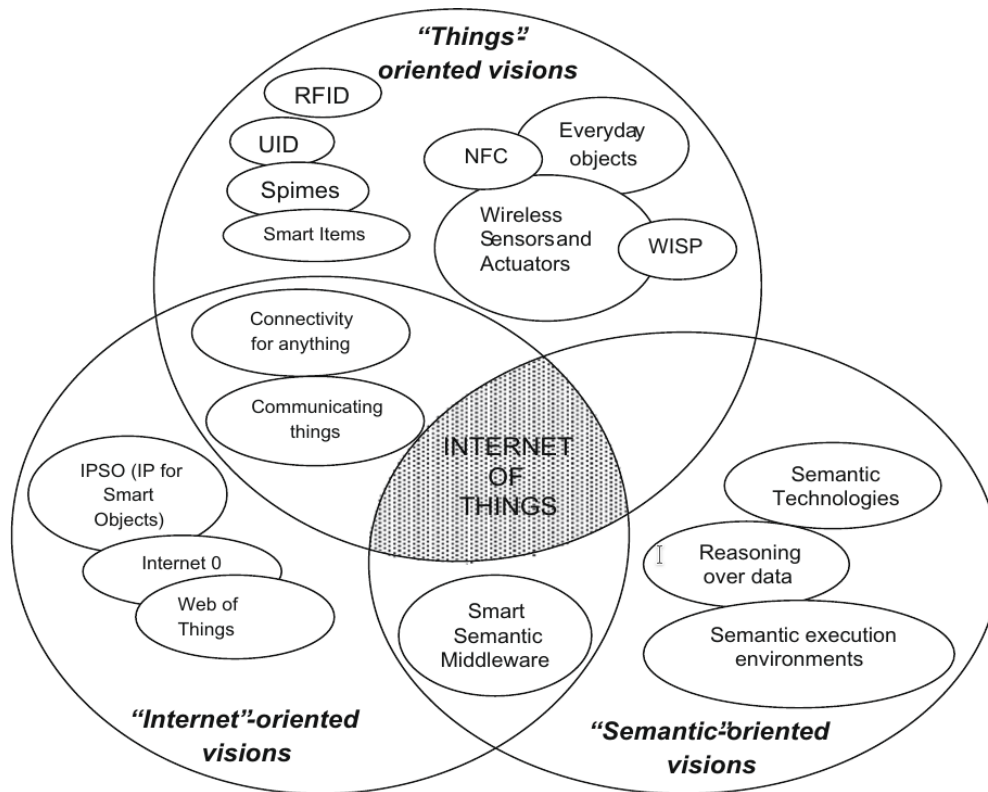 “Things”-
oriented visions
RFID
UID
Spimes
Smart Items
Everyday
objects
NFC
Wireless
Sensors and
Actuators
WISP
Connectivity
for anything
Communicating
things
INTERNET
OF
THINGS
IPSO (IP for
Smart
Objects)
Internet 0
Web of
Things
Semantic
Technologies
Reasoning
over data
Semantic execution
environments
Smart
Semantic
Middleware
“Internet”-oriented
visions
“Semantic”-oriented
visions